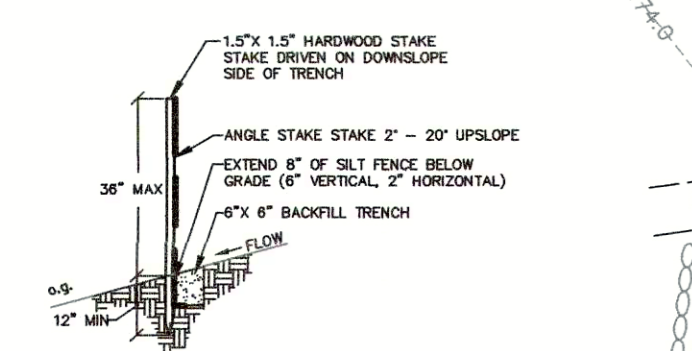 74.0
1.5"X 1.5" HARDWOOD STAKE
STAKE DRIVEN ON DOWNSLOPE
SIDE OF TRENCH
ANGLE STAKE STAKE 2° – 20° UPSLOPE
EXTEND 8" OF SILT FENCE BELOW
GRADE (6" VERTICAL, 2" HORIZONTAL)
36" MAX
6"X 6" BACKFILL TRENCH
FLOW
o.g.
12" MIN